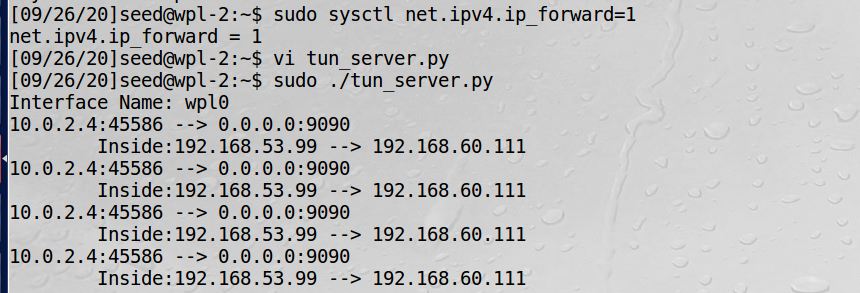 [09/26/20]seed@wpl-2:~$ sudo sysctl net.ipv4.ip_forward=1
net.ipv4.ip_forward = 1
[09/26/20]seed@wpl-2:~$ vi tun_server.py
[09/26/20]seed@wpl-2:~$ sudo ./tun_server.py
Interface Name: wpl0
10.0.2.4:45586 --> 0.0.0.0:9090
        Inside:192.168.53.99 --> 192.168.60.111
10.0.2.4:45586 --> 0.0.0.0:9090
        Inside:192.168.53.99 --> 192.168.60.111
10.0.2.4:45586 --> 0.0.0.0:9090
        Inside:192.168.53.99 --> 192.168.60.111
10.0.2.4:45586 --> 0.0.0.0:9090
        Inside:192.168.53.99 --> 192.168.60.111